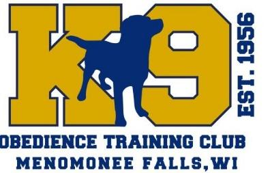 K9
EST. 1956
OBEDIENCE TRAINING CLUB
MENOMONEE FALLS, WI